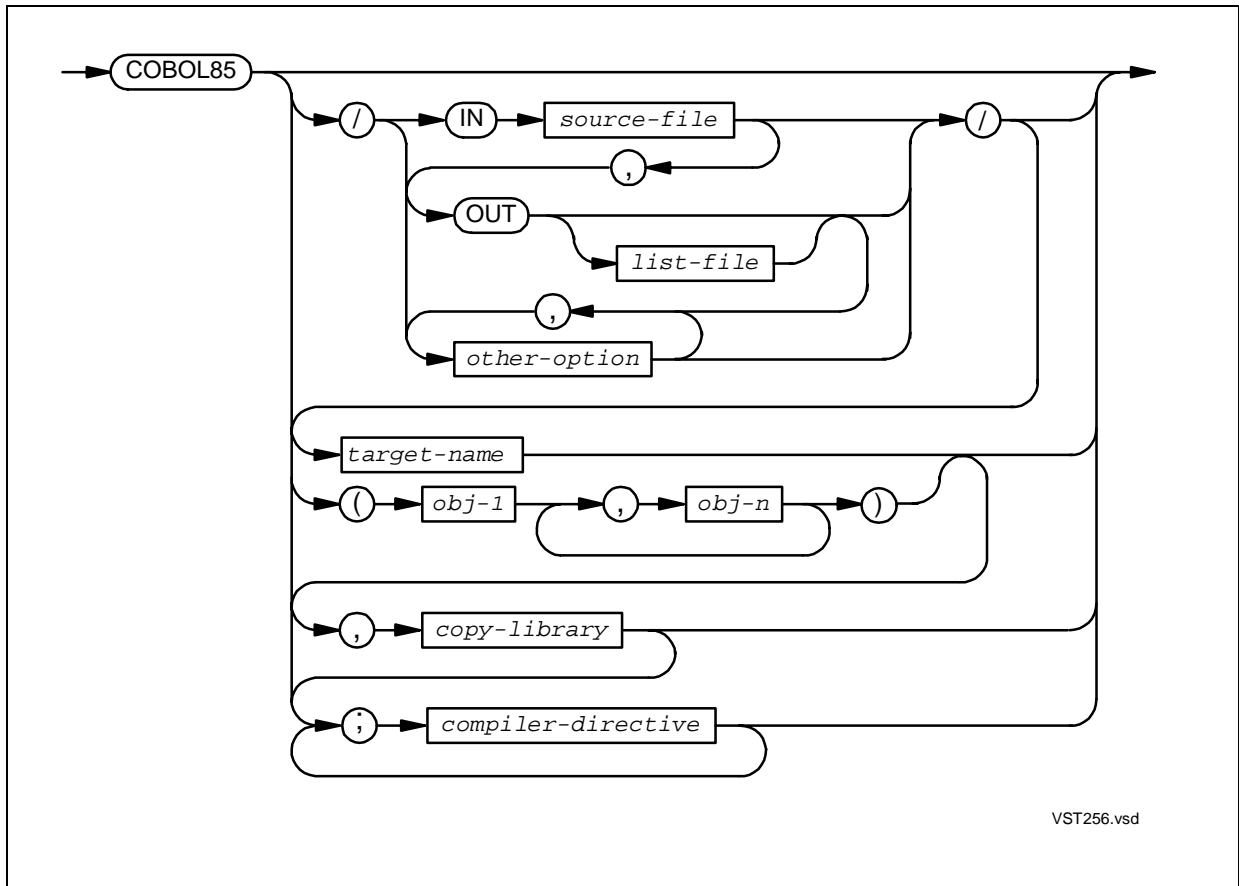 COBOL85
/ IN source-file /
,
OUT
list-file
,
other-option
target-name
( obj-1 , obj-n )
, copy-library
; compiler-directive
VST256.vsd